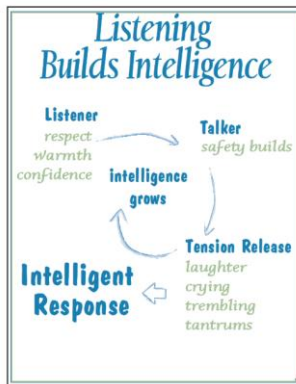 Listening
Builds Intelligence
Listener
respect
warmth
confidence
Talker
safety builds
intelligence
grows
Tension Release
laughter
crying
trembling
tantrums
Intelligent
Response